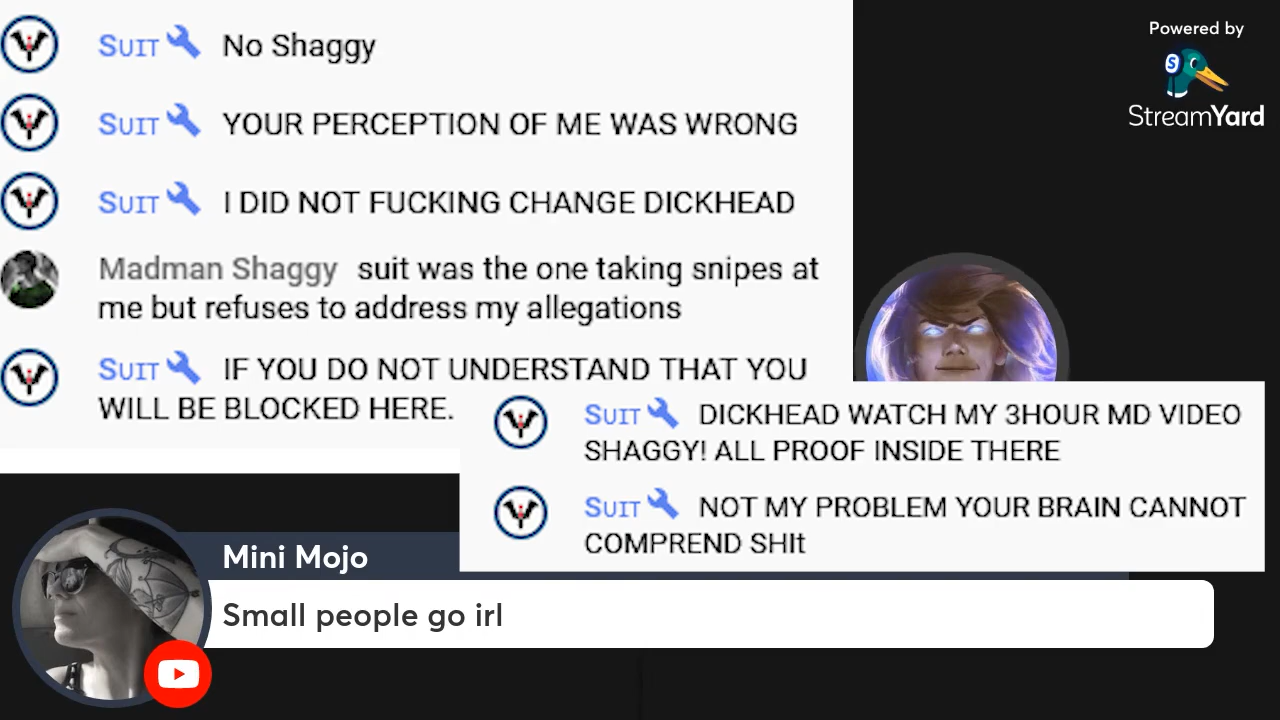 Suit No Shaggy
Suit YOUR PERCEPTION OF ME WAS WRONG
Suit I DID NOT FUCKING CHANGE DICKHEAD
Madman Shaggy suit was the one taking snipes at
me but refuses to address my allegations
Suit IF YOU DO NOT UNDERSTAND THAT YOU
WILL BE BLOCKED HERE.
Suit DICKHEAD WATCH MY 3HOUR MD VIDEO
SHAGGY! ALL PROOF INSIDE THERE
Suit NOT MY PROBLEM YOUR BRAIN CANNOT
COMPREND SHIt
Mini Mojo
Small people go irl
Powered by
S
StreamYard